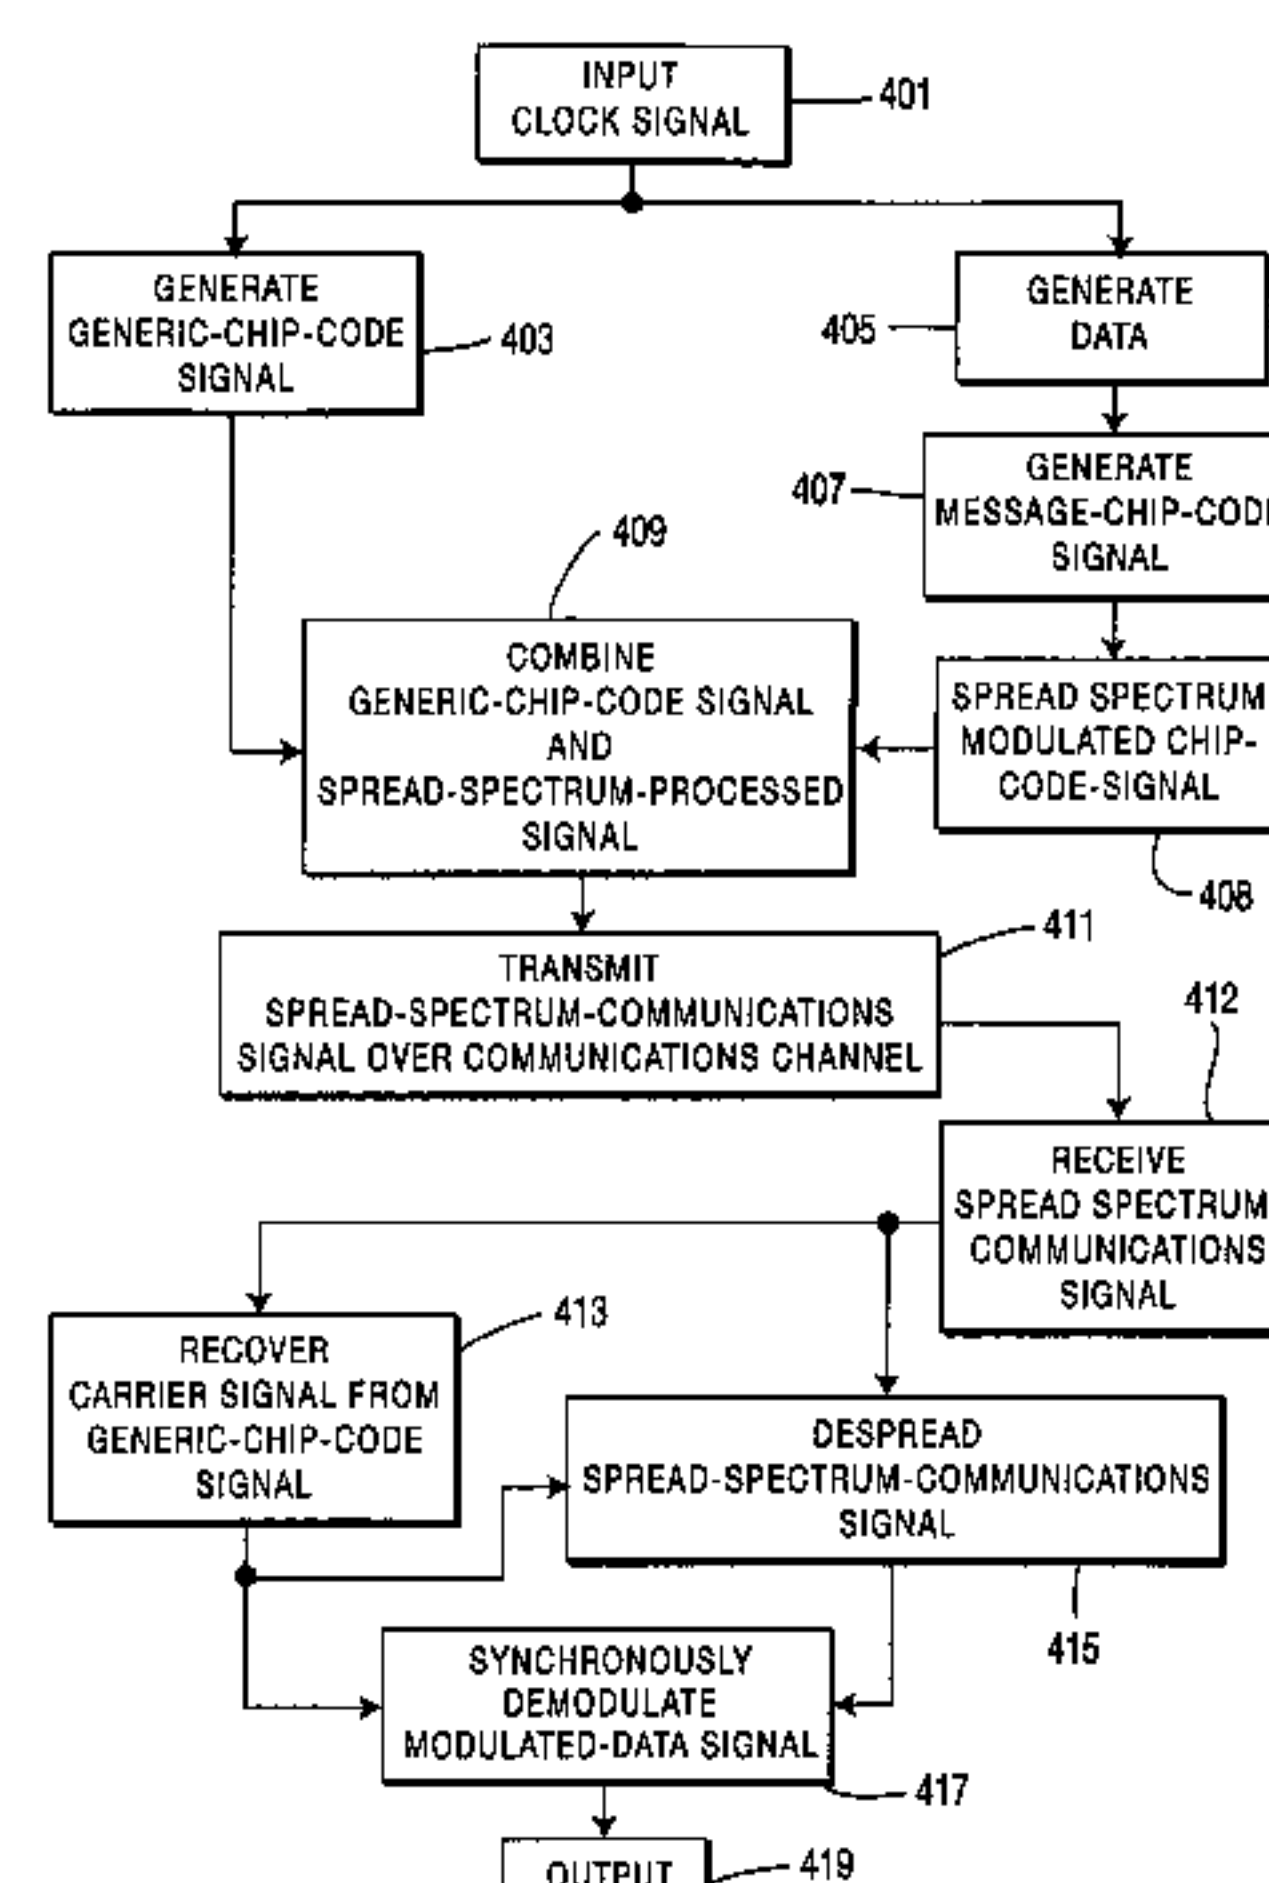 INPUT
CLOCK SIGNAL
401
GENERATE
GENERIC-CHIP-CODE
SIGNAL
403
405
GENERATE
DATA
407
GENERATE
MESSAGE-CHIP-CODE
SIGNAL
409
COMBINE
GENERIC-CHIP-CODE SIGNAL
AND
SPREAD-SPECTRUM-PROCESSED
SIGNAL
SPREAD SPECTRUM
MODULATED CHIP-
CODE-SIGNAL
408
411
TRANSMIT
SPREAD-SPECTRUM-COMMUNICATIONS
SIGNAL OVER COMMUNICATIONS CHANNEL
412
RECEIVE
SPREAD SPECTRUM
COMMUNICATIONS
SIGNAL
413
RECOVER
CARRIER SIGNAL FROM
GENERIC-CHIP-CODE
SIGNAL
DESPREAD
SPREAD-SPECTRUM-COMMUNICATIONS
SIGNAL
415
SYNCHRONOUSLY
DEMODULATE
MODULATED-DATA SIGNAL
417
OUTPUT
419